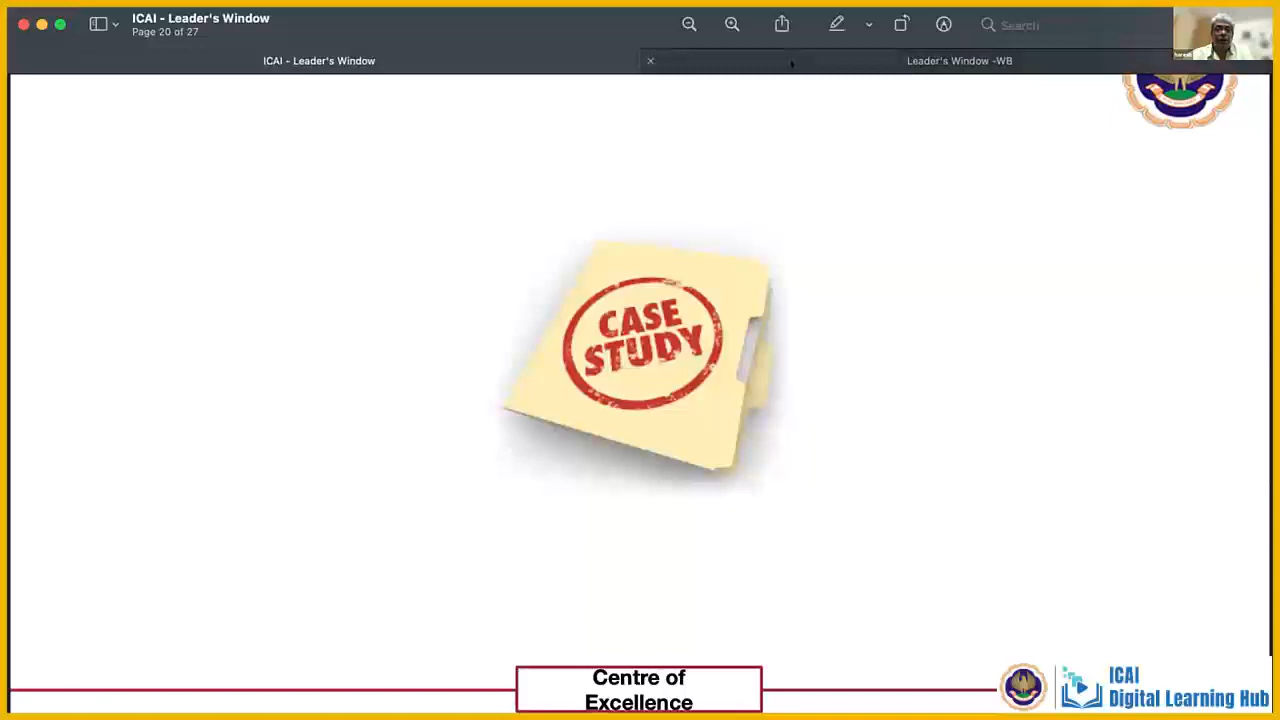 ICAI - Leader's Window
Page 20 of 27
Search
ICAI - Leader's Window
Leader's Window -WB
CASE
STUDY
Centre of
Excellence
ICAI
Digital Learning Hub